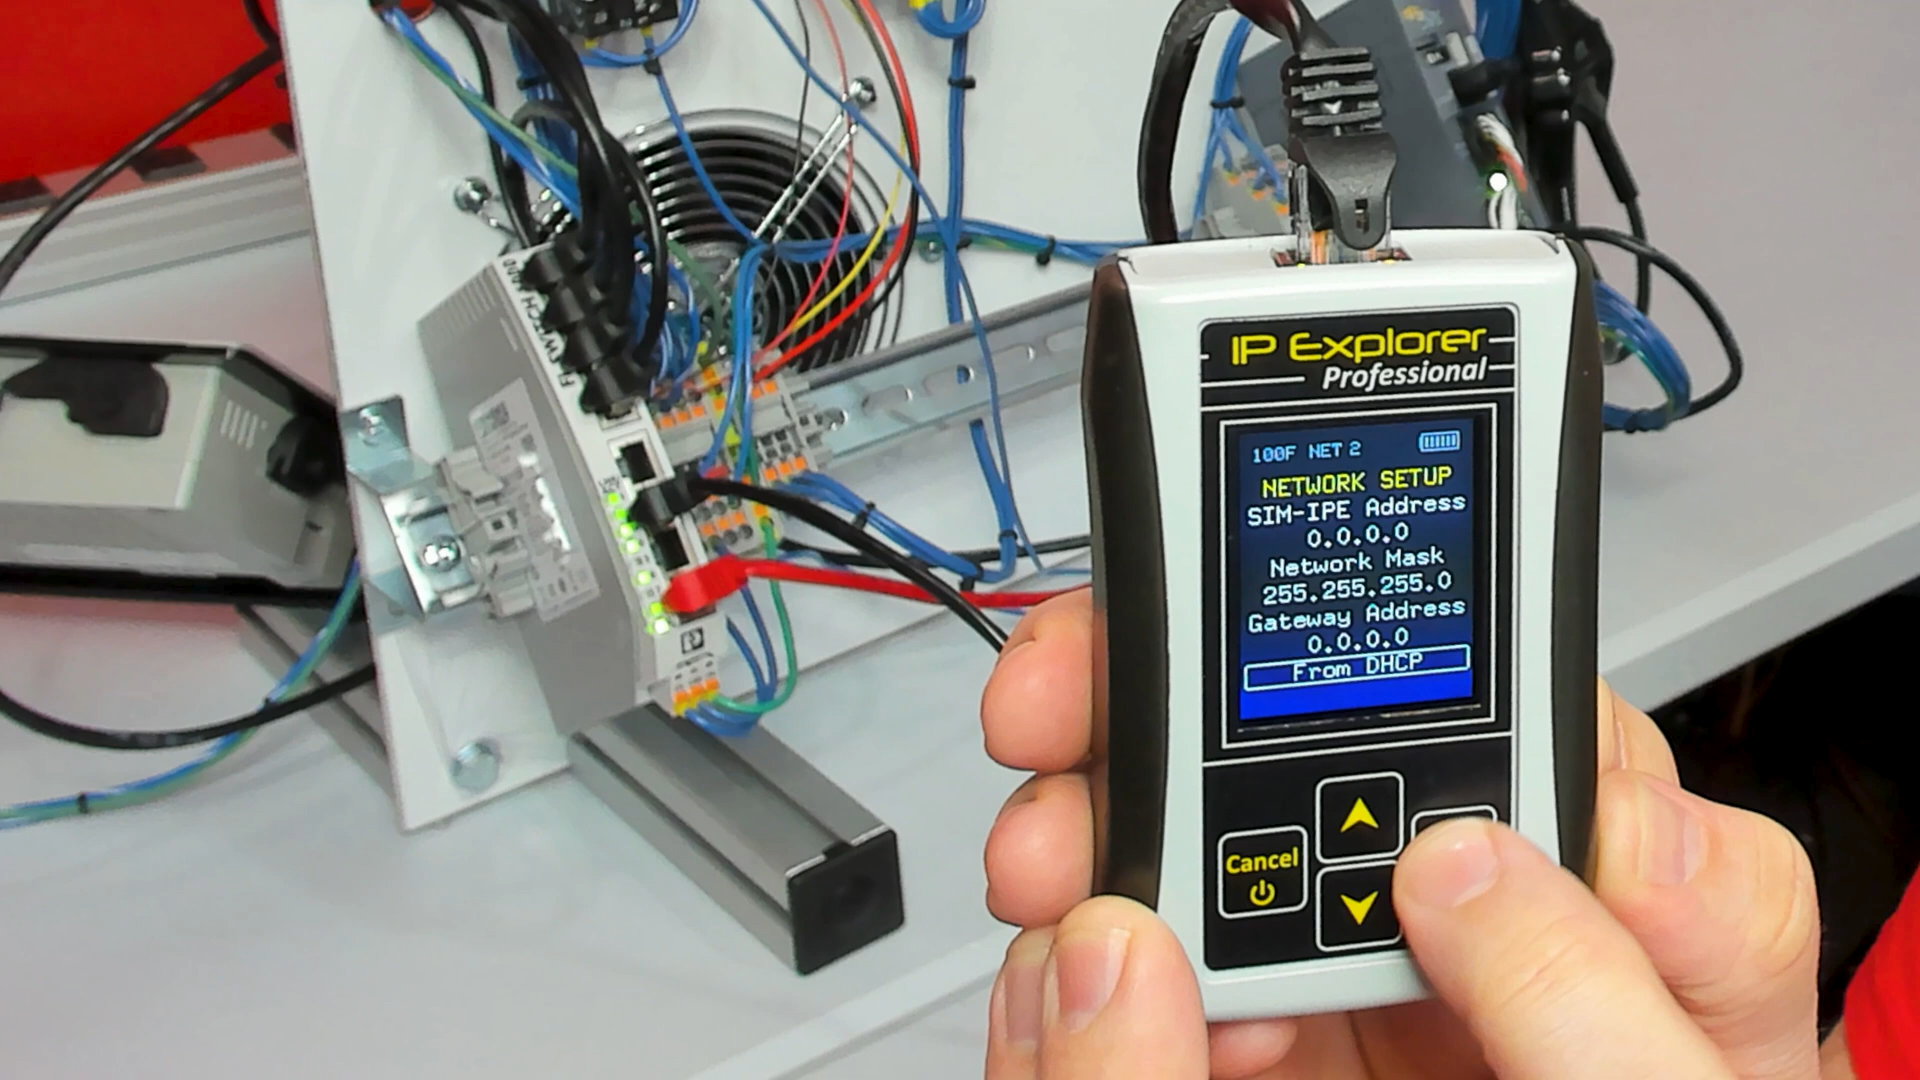 IP Explorer
Professional
100F NET 2
NETWORK SETUP
SIM-IPE Address
0.0.0.0
Network Mask
255.255.255.0
Gateway Address
0.0.0.0
From DHCP
Cancel